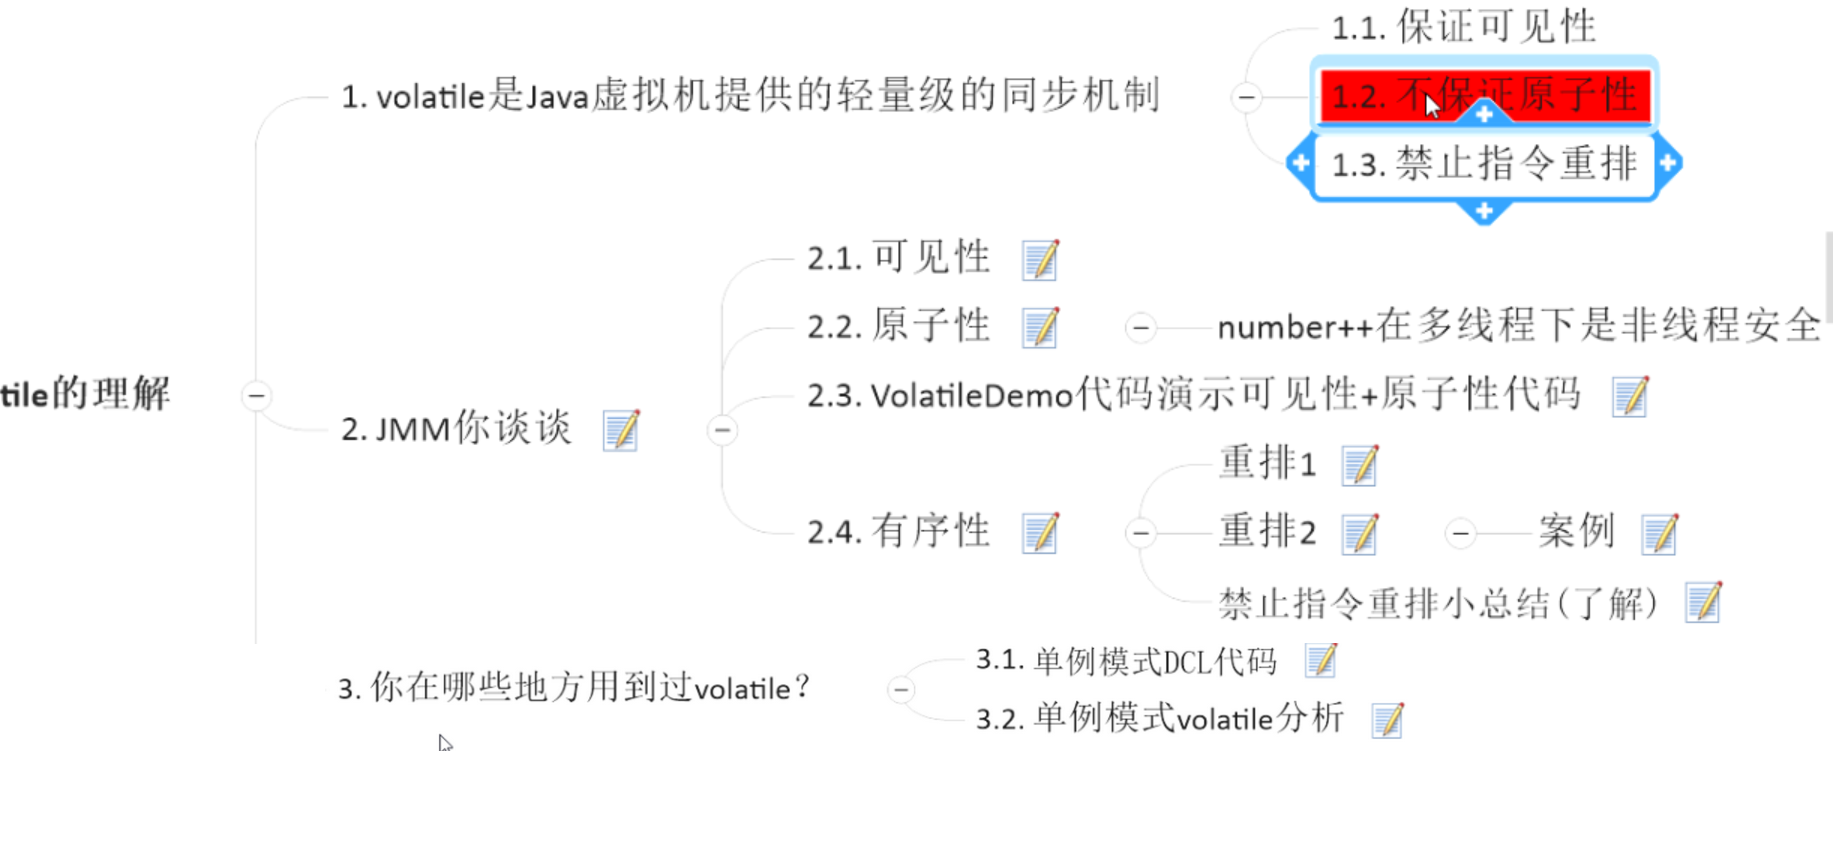 tile的理解
1. volatile是Java虚拟机提供的轻量级的同步机制
1.1. 保证可见性
1.2. 不保证原子性
1.3. 禁止指令重排
2. JMM你谈谈
2.1. 可见性
2.2. 原子性
number++在多线程下是非线程安全
2.3. VolatileDemo代码演示可见性+原子性代码
2.4. 有序性
重排1
重排2
案例
禁止指令重排小总结(了解)
3. 你在哪些地方用到过volatile?
3.1. 单例模式DCL代码
3.2. 单例模式volatile分析